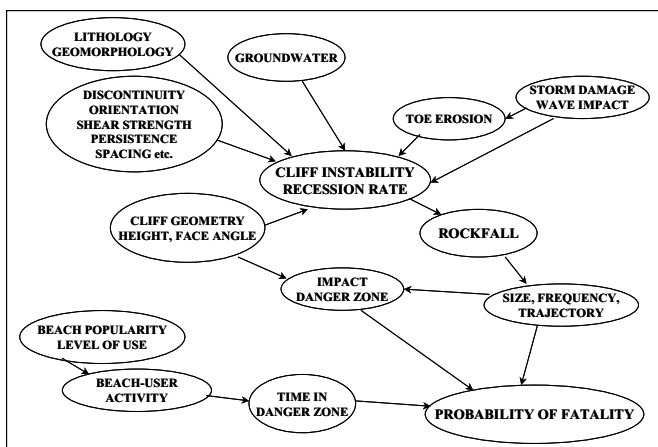 LITHOLOGY
GEOMORPHOLOGY
GROUNDWATER
DISCONTINUITY
ORIENTATION
SHEAR STRENGTH
PERSISTENCE
SPACING etc.
TOE EROSION
STORM DAMAGE
WAVE IMPACT
CLIFF INSTABILITY
RECESSION RATE
CLIFF GEOMETRY
HEIGHT, FACE ANGLE
ROCKFALL
IMPACT
DANGER ZONE
SIZE, FREQUENCY,
TRAJECTORY
BEACH POPULARITY
LEVEL OF USE
BEACH-USER
ACTIVITY
TIME IN
DANGER ZONE
PROBABILITY OF FATALITY